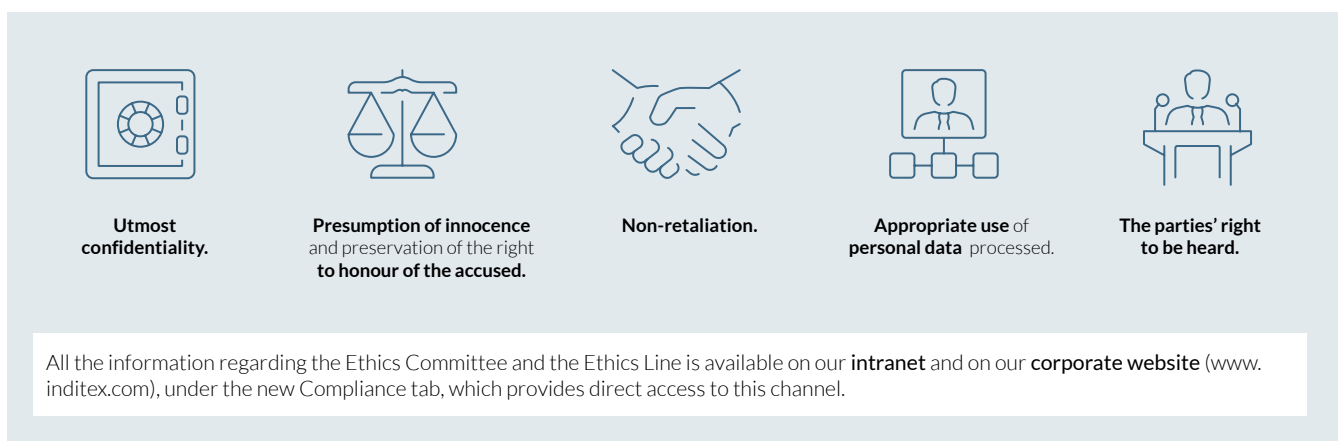 Utmost
confidentiality.
Presumption of innocence
and preservation of the right
to honour of the accused.
Non-retaliation.
Appropriate use of
personal data processed.
The parties’ right
to be heard.
All the information regarding the Ethics Committee and the Ethics Line is available on our intranet and on our corporate website (www.
inditex.com), under the new Compliance tab, which provides direct access to this channel.